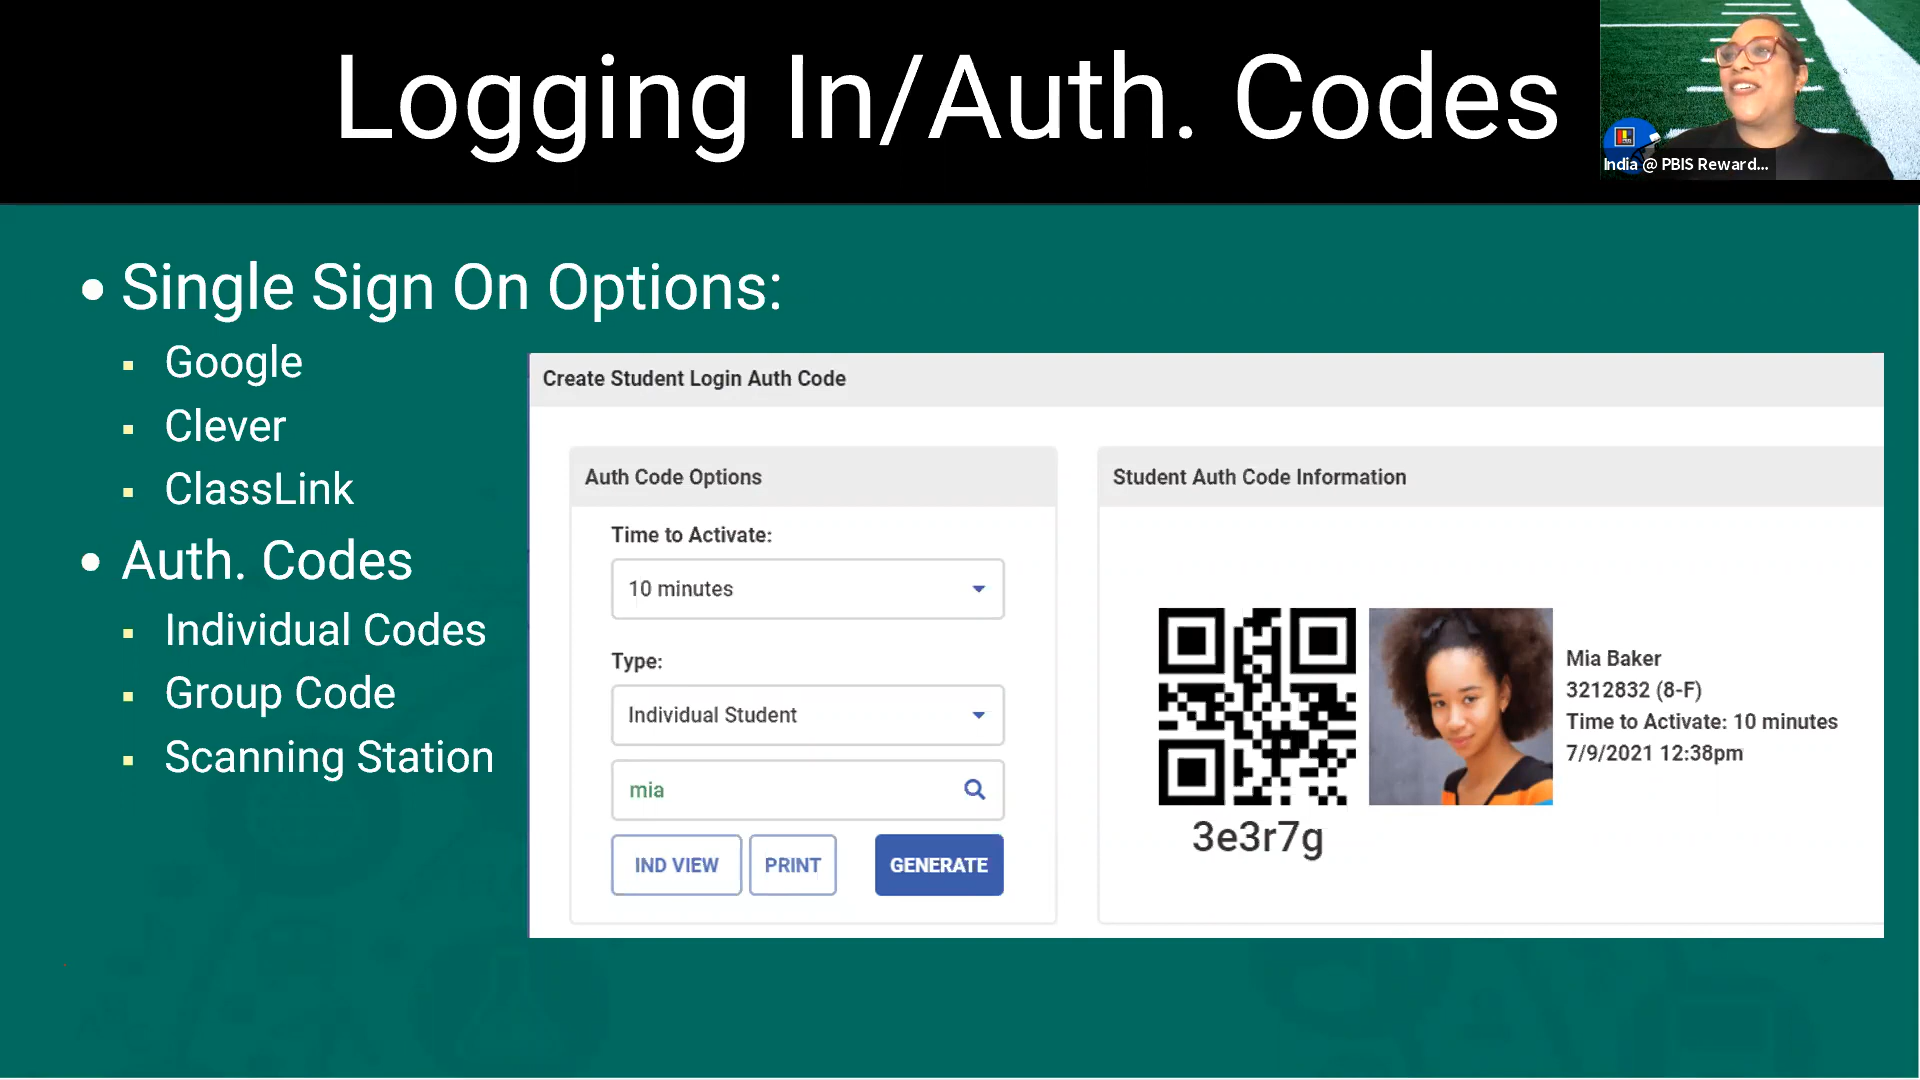 Logging In/Auth. Codes
India @ PBIS Reward...
Single Sign On Options:
Google
Clever
ClassLink
Auth. Codes
Individual Codes
Group Code
Scanning Station
Create Student Login Auth Code
Auth Code Options
Time to Activate:
10 minutes
Type:
Individual Student
mia
IND VIEW
PRINT
GENERATE
Student Auth Code Information
3e3r7g
Mia Baker
3212832 (8-F)
Time to Activate: 10 minutes
7/9/2021 12:38pm